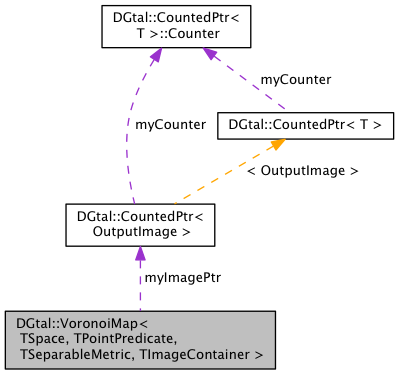 DGtal::CountedPtr<
T >::Counter
myCounter
myCounter
DGtal::CountedPtr< T >
< OutputImage >
DGtal::CountedPtr<
OutputImage >
myImagePtr
DGtal::VoronoiMap<
TSpace, TPointPredicate,
TSeparableMetric, TImageContainer >